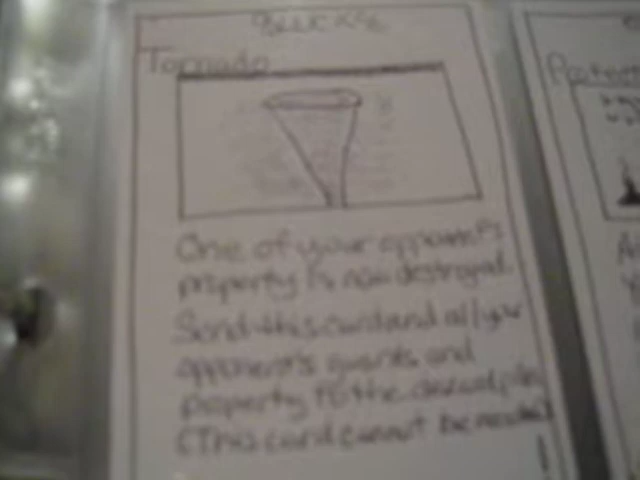 Tornado
One of your opponent's
property is now destroyed.
Send this card and all your
opponent's guards and
property to the discard pile
(This card cannot be